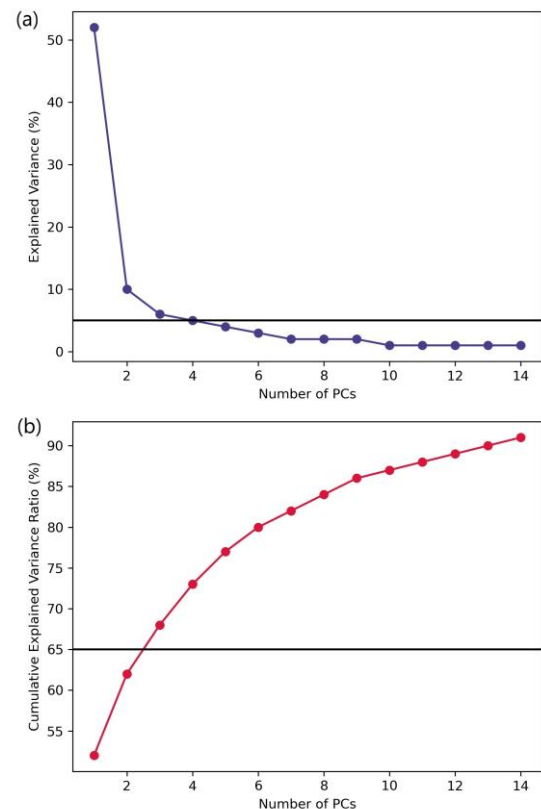 (a)
Explained Variance (%)
50
40
30
20
10
0
2 4 6 8 10 12 14
Number of PCs
(b)
Cumulative Explained Variance Ratio (%)
90
85
80
75
70
65
60
55
2 4 6 8 10 12 14
Number of PCs